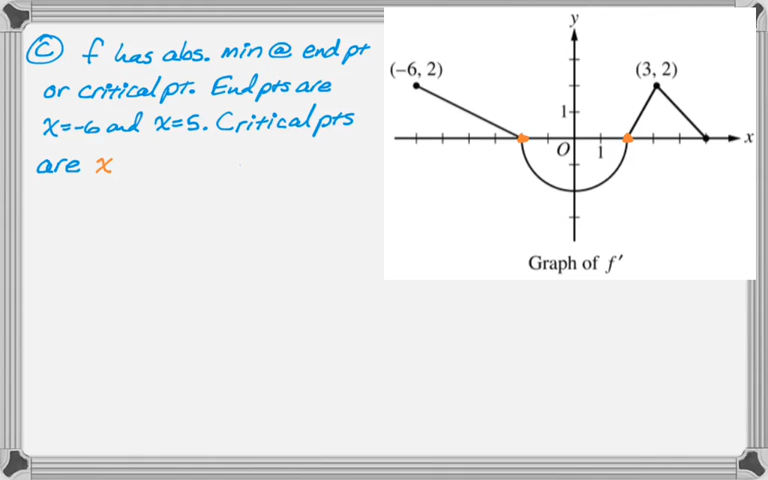 Ⓒ f has abs. min @ end pt
or critical pt. End pts are
x=-6 and x=5. Critical pts
are x
y
(−6, 2)
(3, 2)
1
O
1
x
Graph of f′